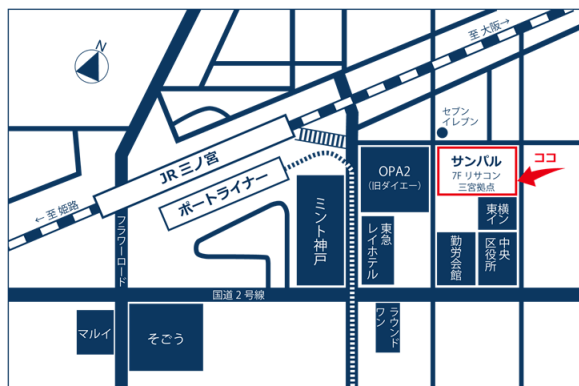 N
至 大阪→
セブン
イレブン
JR 三ノ宮
ポートライナー
←至 姫路
フラワーロード
ミント神戸
OPA2
（旧ダイエー）
サンパル
7F リサコン
三宮拠点
ココ
東急
レイホテル
東横
イン
勤労会館
中央
区役所
国道2号線
マルイ
そごう
ラウンド
ワン